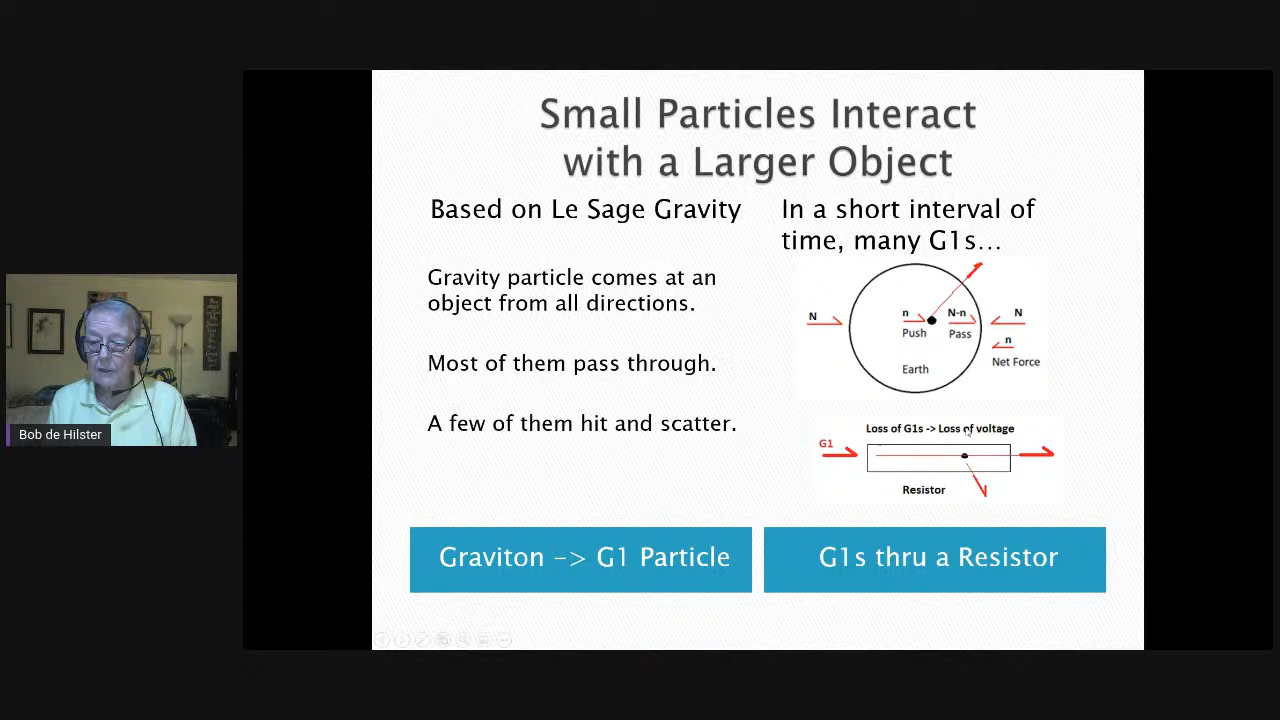 Small Particles Interact
with a Larger Object
Based on Le Sage Gravity
Gravity particle comes at an
object from all directions.
Most of them pass through.
A few of them hit and scatter.
In a short interval of
time, many G1s…
N
n
N-n
N
Push
Pass
n
Net Force
Earth
Loss of G1s -> Loss of voltage
G1
Resistor
Graviton -> G1 Particle
G1s thru a Resistor
Bob de Hilster